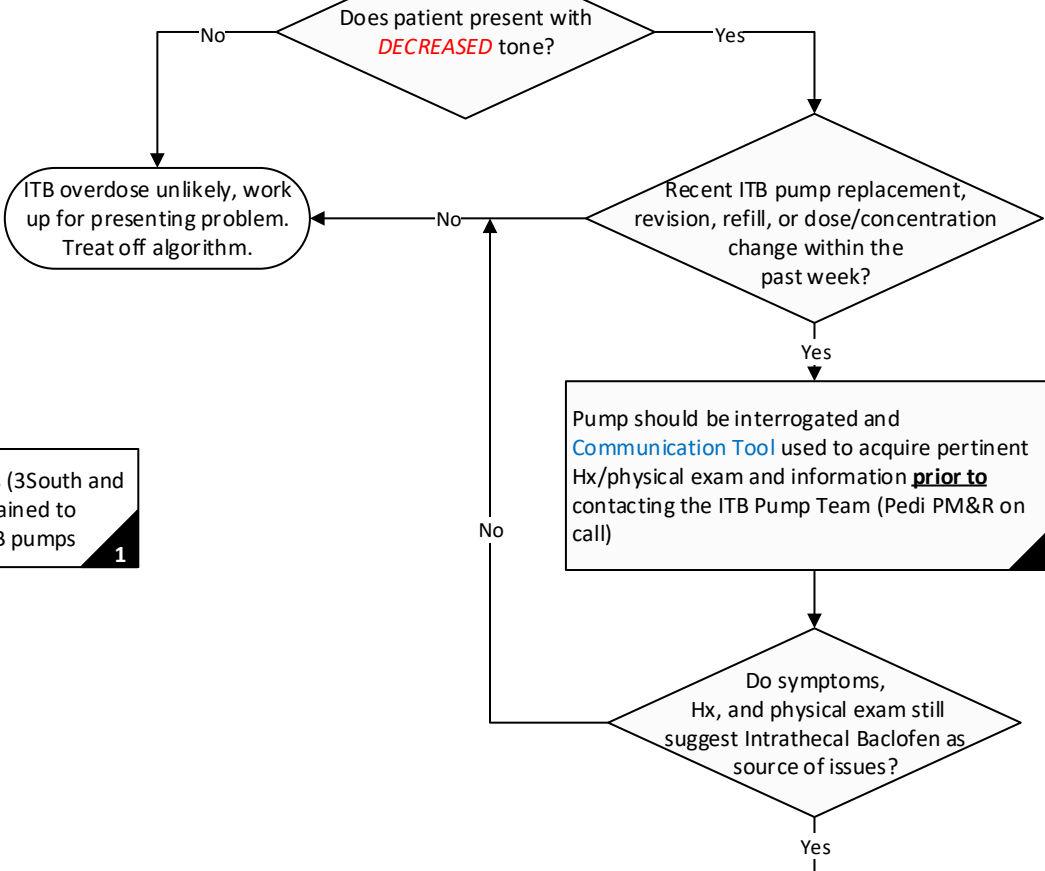 Does patient present with
DECREASED tone?
No
Yes
ITB overdose unlikely, work
up for presenting problem.
Treat off algorithm.
No
Recent ITB pump replacement,
revision, refill, or dose/concentration
change within the
past week?
Yes
Pump should be interrogated and
Communication Tool used to acquire pertinent
Hx/physical exam and information prior to
contacting the ITB Pump Team (Pedi PM&R on
call)
(3South and
to
pumps
1
No
Do symptoms,
Hx, and physical exam still
suggest Intrathecal Baclofen as
source of issues?
Yes